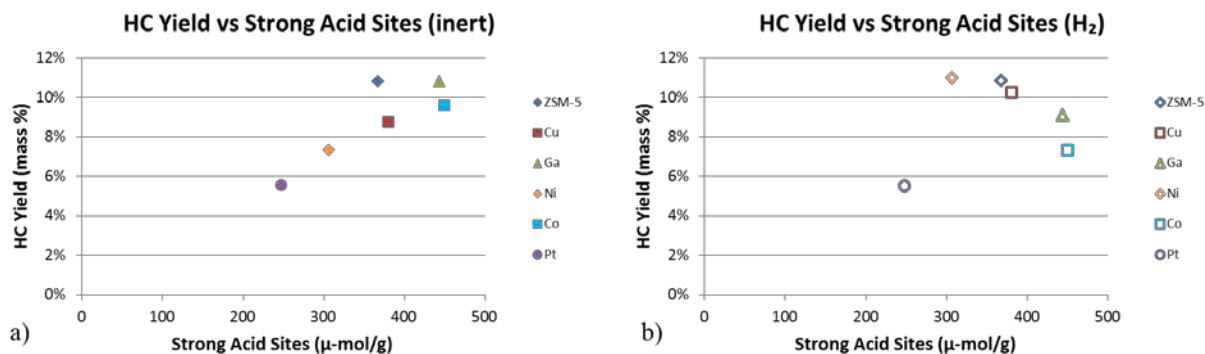 HC Yield vs Strong Acid Sites (inert)
HC Yield (mass %)
12%
10%
8%
6%
4%
2%
0%
0 100 200 300 400 500
Strong Acid Sites (μ-mol/g)
ZSM-5
Cu
Ga
Ni
Co
Pt
a)
HC Yield vs Strong Acid Sites (H₂)
HC Yield (mass %)
12%
10%
8%
6%
4%
2%
0%
0 100 200 300 400 500
Strong Acid Sites (μ-mol/g)
ZSM-5
Cu
Ga
Ni
Co
Pt
b)